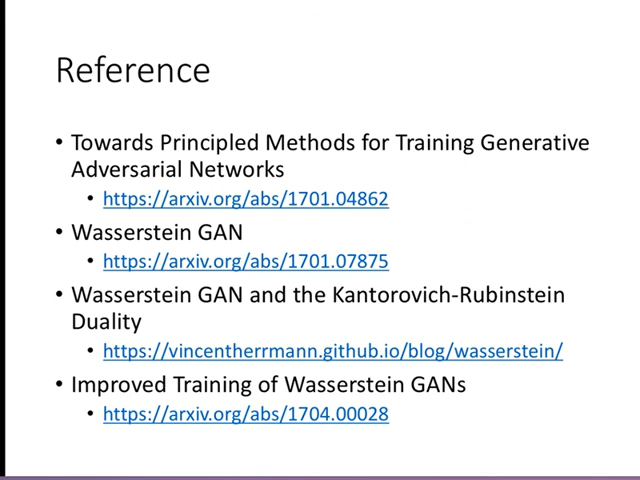 Reference
• Towards Principled Methods for Training Generative
Adversarial Networks
• https://arxiv.org/abs/1701.04862
• Wasserstein GAN
• https://arxiv.org/abs/1701.07875
• Wasserstein GAN and the Kantorovich-Rubinstein
Duality
• https://vincentherrmann.github.io/blog/wasserstein/
• Improved Training of Wasserstein GANs
• https://arxiv.org/abs/1704.00028